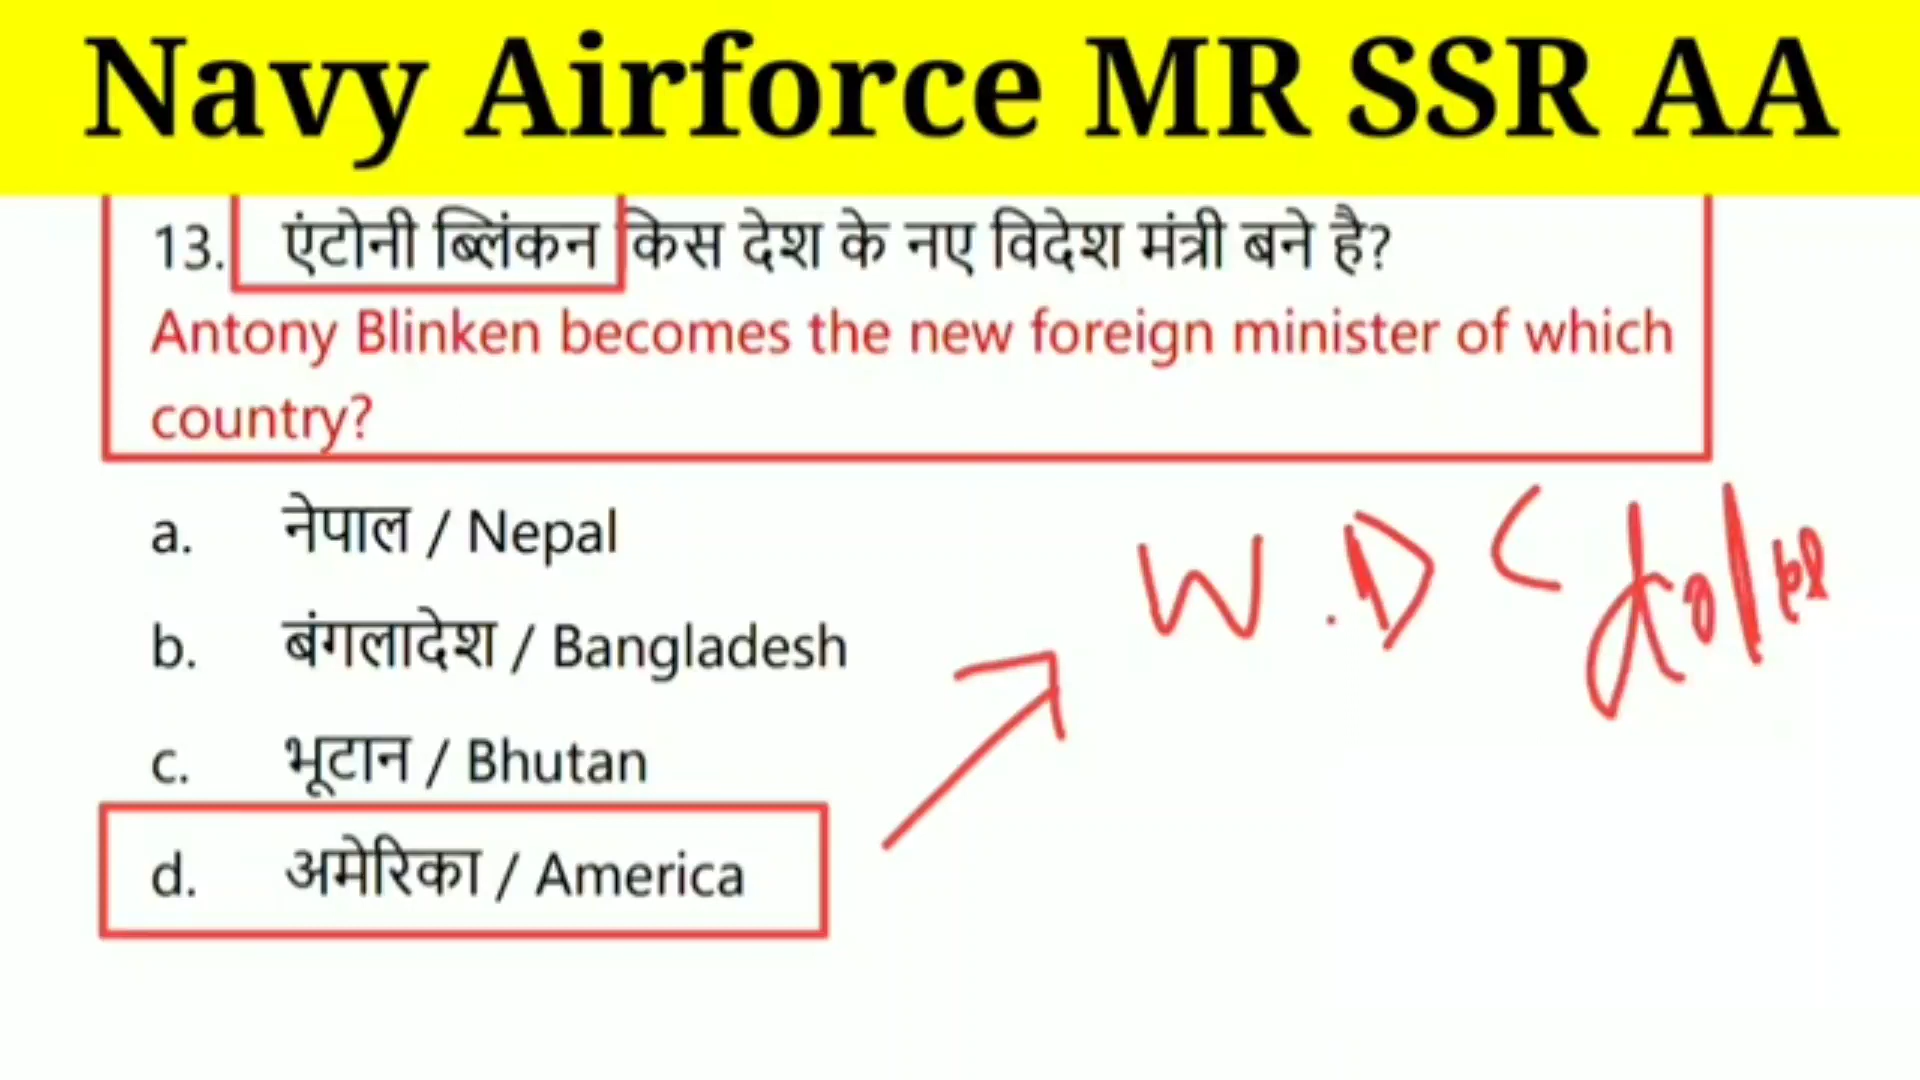 Navy Airforce MR SSR AA
13. एंटोनी ब्लिंकन किस देश के नए विदेश मंत्री बने है?
Antony Blinken becomes the new foreign minister of which
country?
a. नेपाल / Nepal
b. बंगलादेश / Bangladesh
c. भूटान / Bhutan
d. अमेरिका / America
W.DC